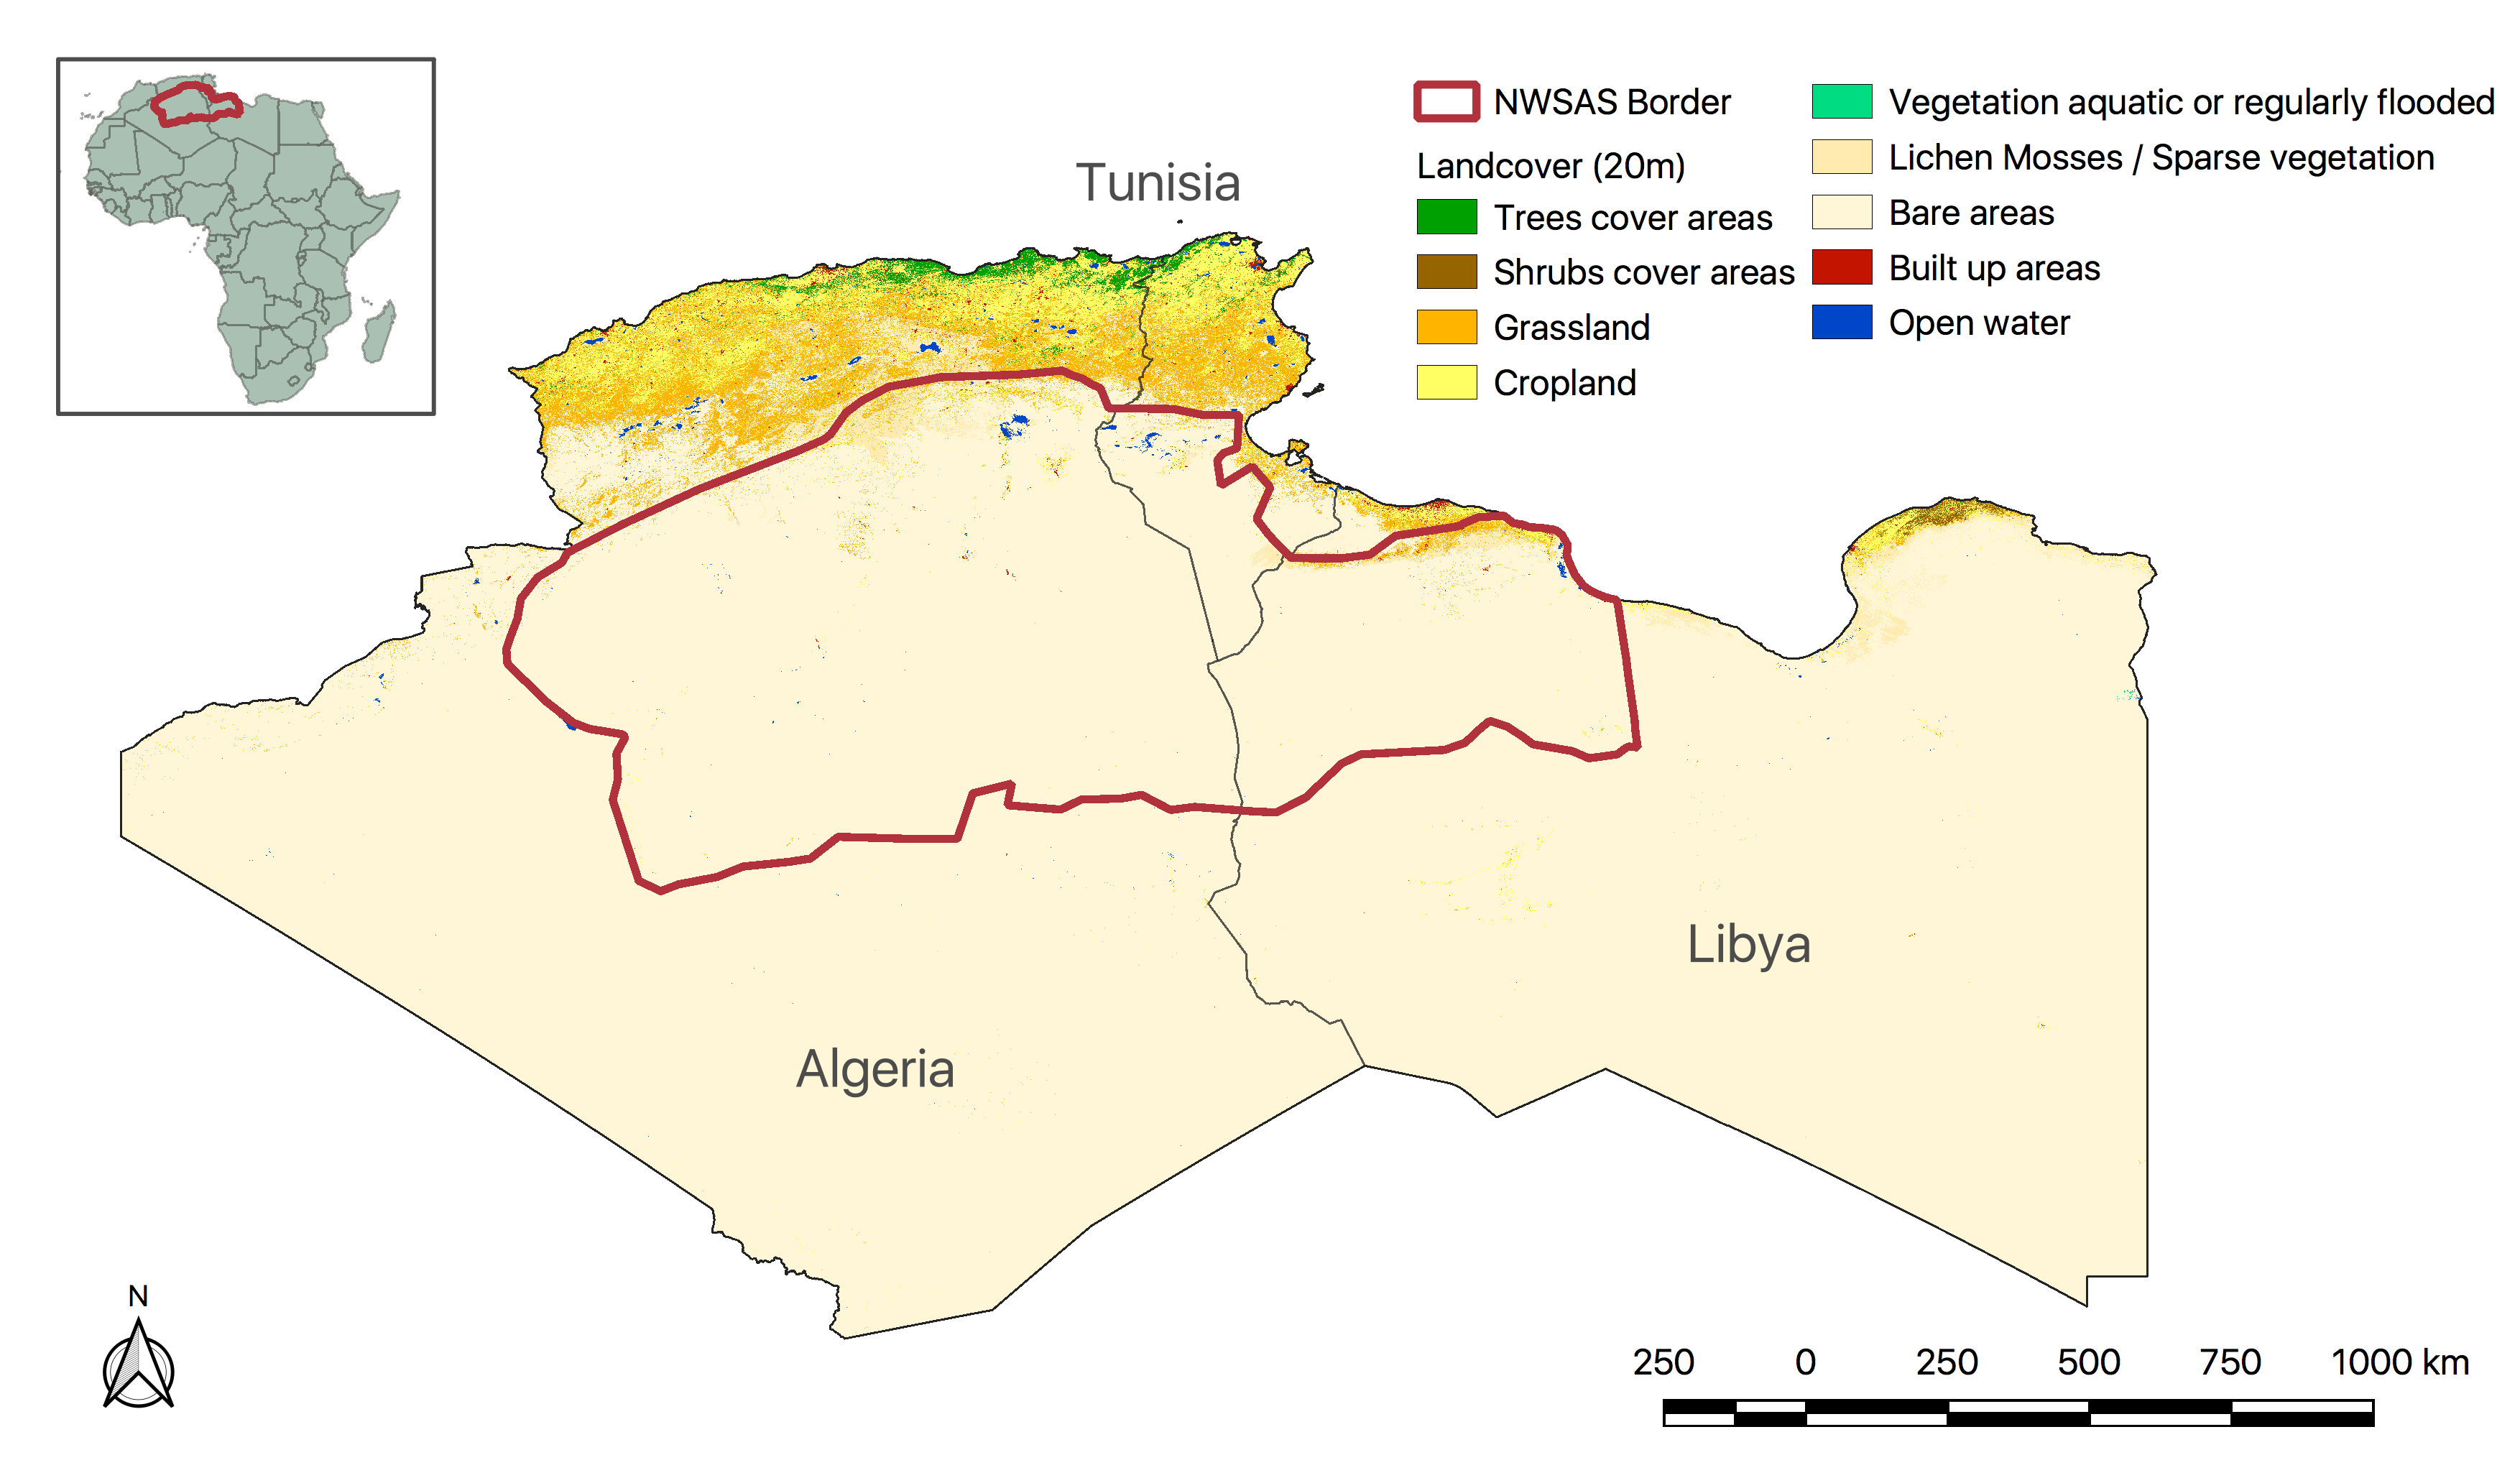 Tunisia
NWSAS Border
Landcover (20m)
Trees cover areas
Shrubs cover areas
Grassland
Cropland
Vegetation aquatic or regularly flooded
Lichen Mosses / Sparse vegetation
Bare areas
Built up areas
Open water
Libya
Algeria
N
250 0 250 500 750 1000 km